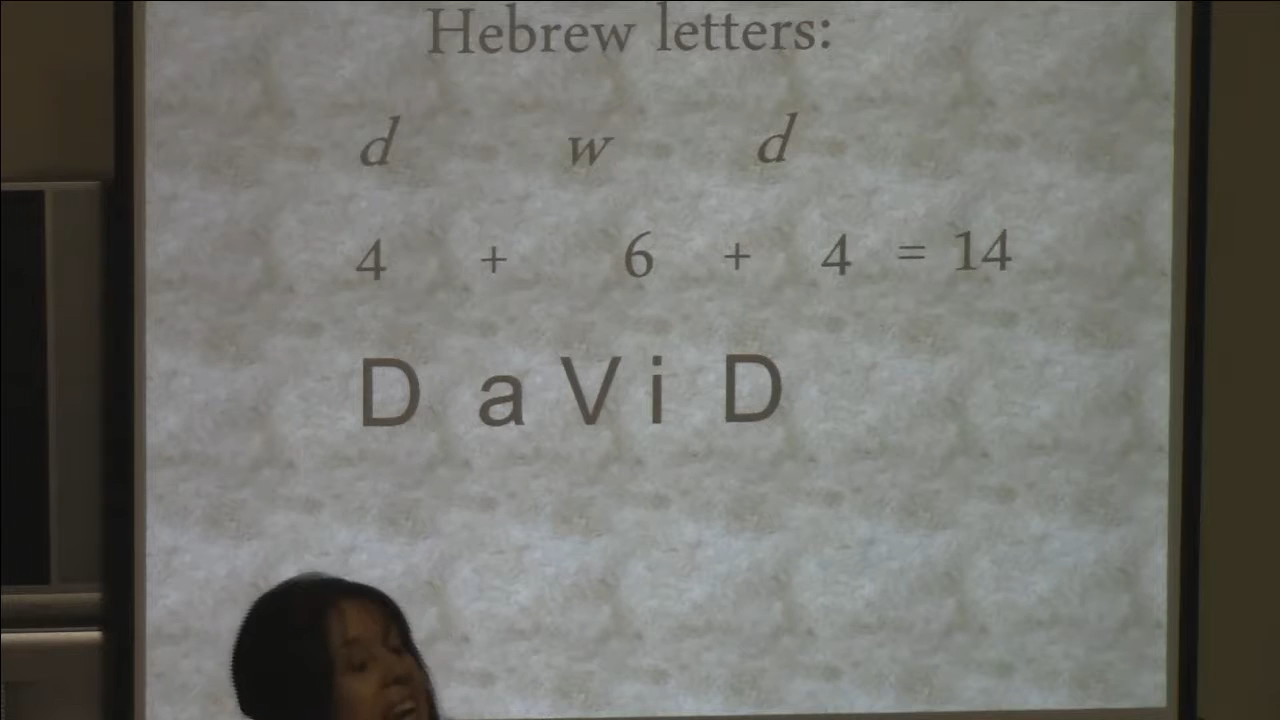 Hebrew letters:
d w d
4 + 6 + 4 = 14
D a V i D